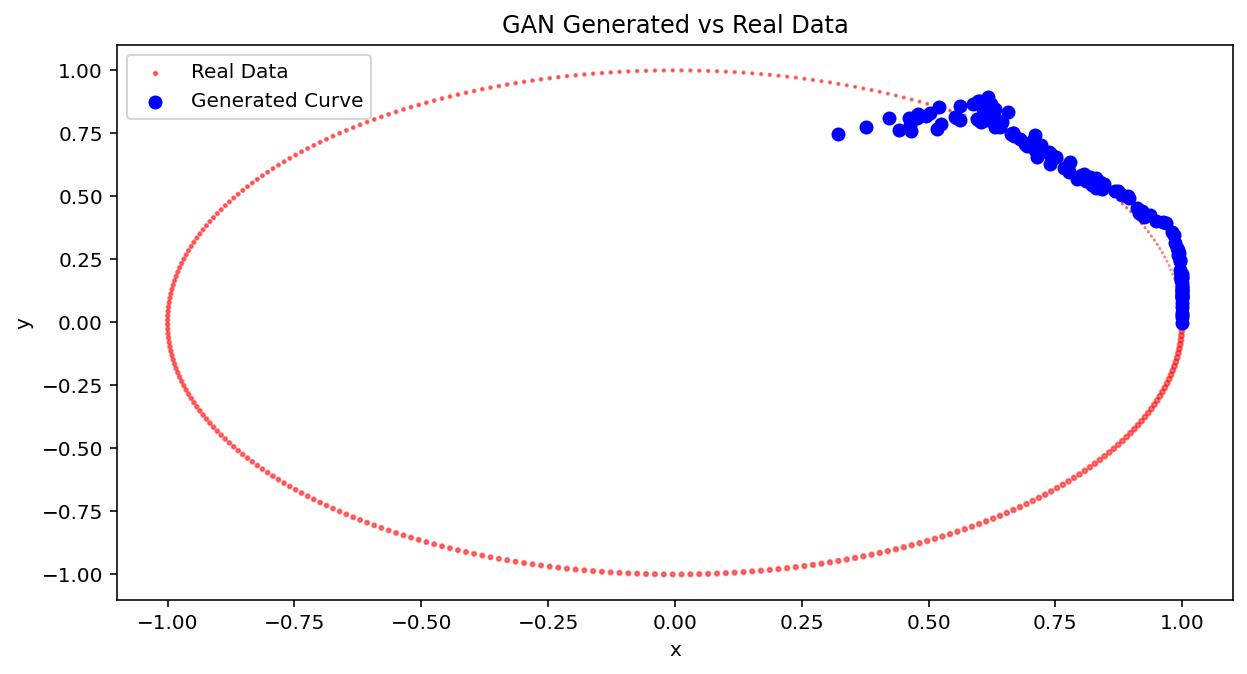 GAN Generated vs Real Data
Real Data
Generated Curve
1.00
0.75
0.50
0.25
0.00
−0.25
−0.50
−0.75
−1.00
y
−1.00 −0.75 −0.50 −0.25 0.00 0.25 0.50 0.75 1.00
x